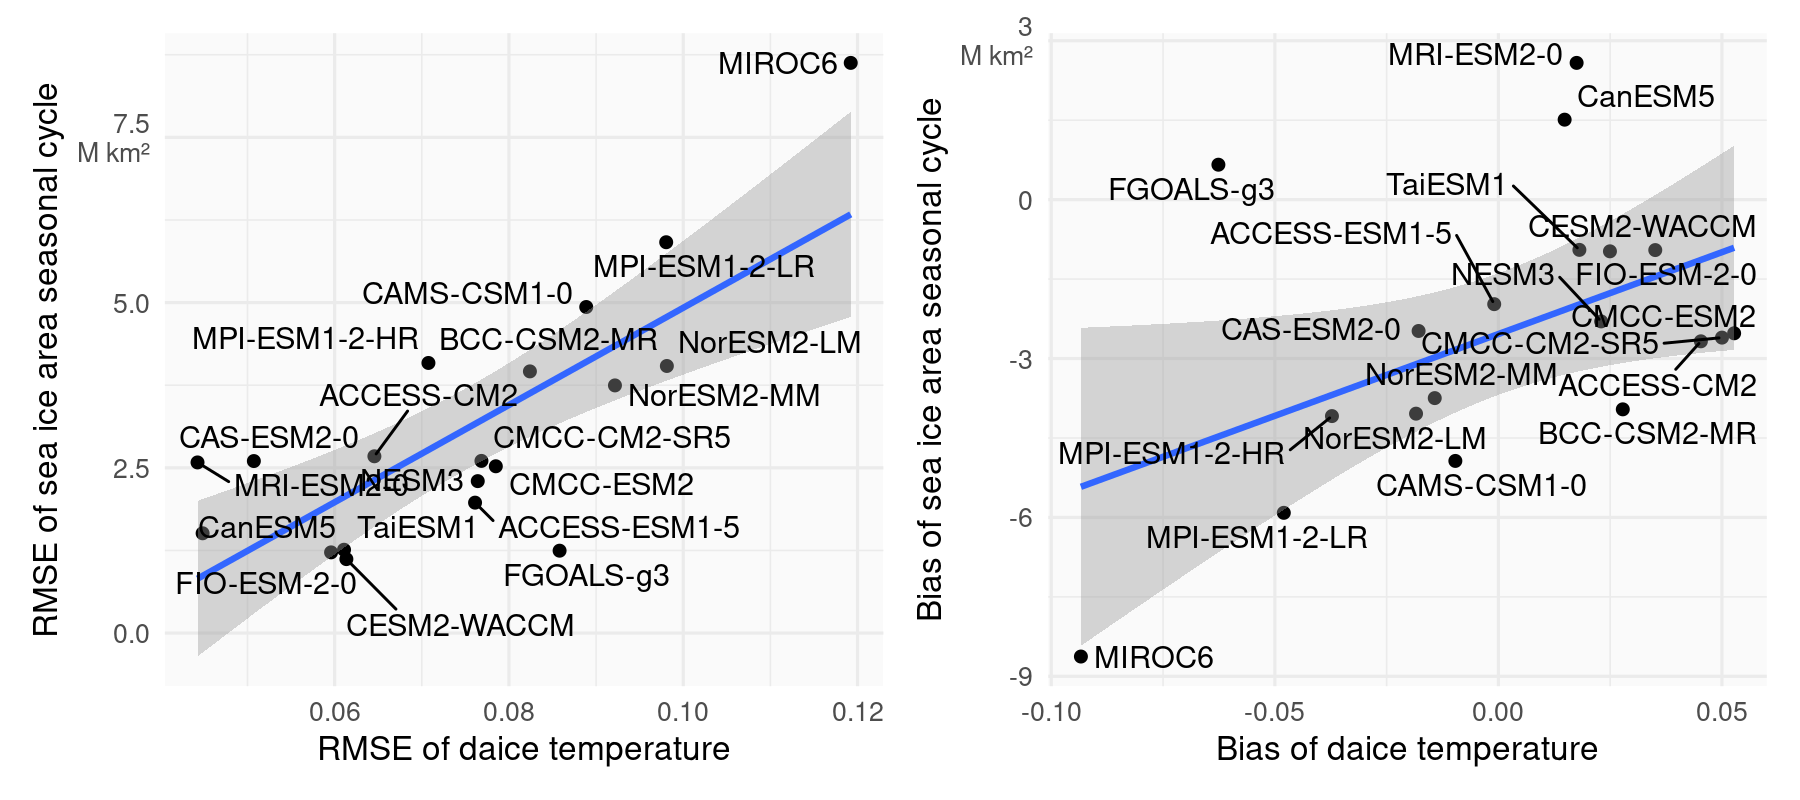 RMSE of sea ice area seasonal cycle
7.5
M km²
5.0
2.5
0.0
MIROC6
MPI-ESM1-2-LR
CAMS-CSM1-0
MPI-ESM1-2-HR
BCC-CSM2-MR
NorESM2-LM
ACCESS-CM2
NorESM2-MM
CAS-ESM2-0
CMCC-CM2-SR5
MRI-ESM2-0
NESM3
CMCC-ESM2
CanESM5
TaiESM1
ACCESS-ESM1-5
FIO-ESM-2-0
FGOALS-g3
CESM2-WACCM
0.06
0.08
0.10
0.12
RMSE of daice temperature
Bias of sea ice area seasonal cycle
3
M km²
0
-3
-6
-9
MRI-ESM2-0
CanESM5
FGOALS-g3
TaiESM1
ACCESS-ESM1-5
CESM2-WACCM
NESM3
FIO-ESM-2-0
CAS-ESM2-0
CMCC-ESM2
CMCC-CM2-SR5
NorESM2-MM
ACCESS-CM2
MPI-ESM1-2-HR
NorESM2-LM
BCC-CSM2-MR
CAMS-CSM1-0
MPI-ESM1-2-LR
MIROC6
-0.10
-0.05
0.00
0.05
Bias of daice temperature